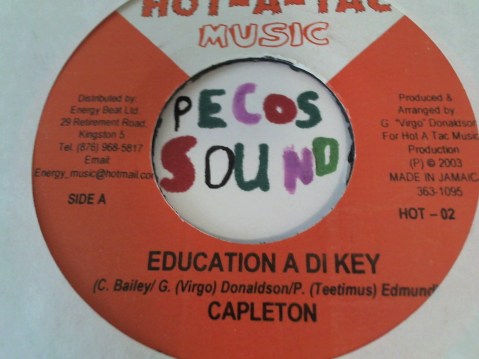 HOT-A-TAC
MUSIC
Distributed by
Energy Beat Ltd.
29 Retirement Road,
Kingston 5.
Tel. (876) 968-5817
Email:
Energy_music@hotmail.com
SIDE A
PECOS
SOUND
Produced &
Arranged by
G. "Virgo" Donaldson
For Hot A Tac Music
Production
(P) © 2003
MADE IN JAMAICA
363-1095
HOT - 02
EDUCATION A DI KEY
(C. Bailey/ G. (Virgo) Donaldson/P. (Teetimus) Edmund
CAPLETON